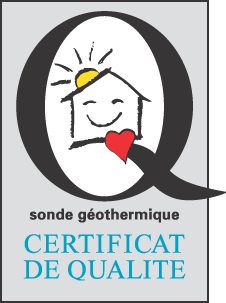 Q
sonde géothermique
CERTIFICAT
DE QUALITE